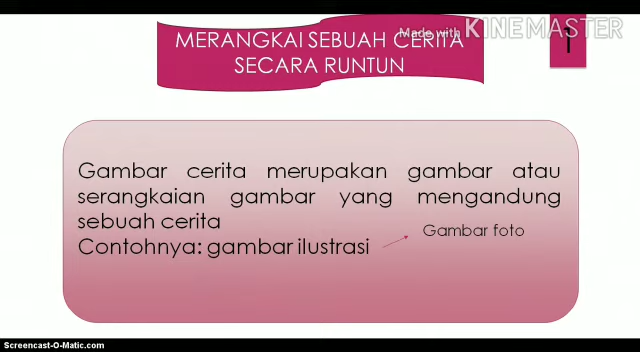 Made with KINEMASTER
MERANGKAI SEBUAH CERITA
SECARA RUNTUN
1
Gambar cerita merupakan gambar atau
serangkaian gambar yang mengandung
sebuah cerita
Gambar foto
Contohnya: gambar ilustrasi
Screencast-O-Matic.com